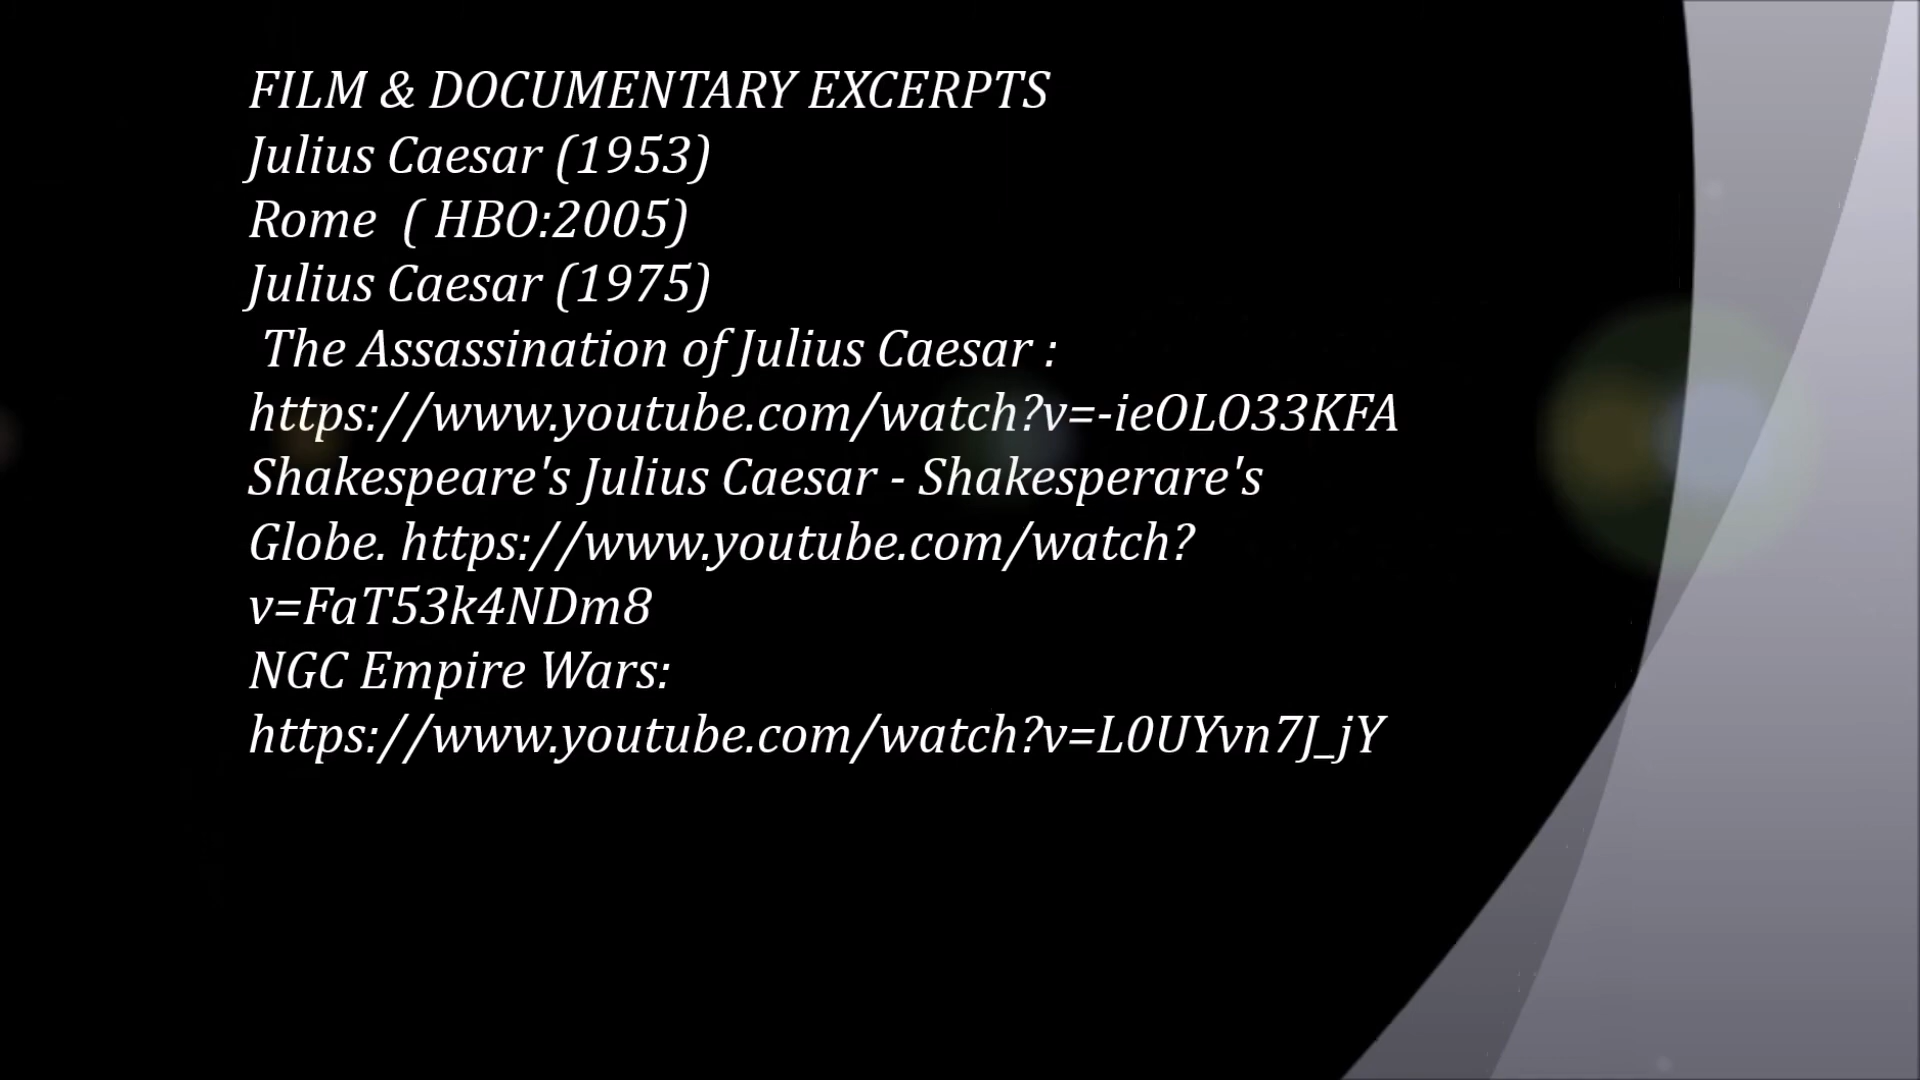 FILM & DOCUMENTARY EXCERPTS
Julius Caesar (1953)
Rome  ( HBO:2005)
Julius Caesar (1975)
The Assassination of Julius Caesar :
https://www.youtube.com/watch?v=-ieOLO33KFA
Shakespeare's Julius Caesar - Shakesperare's
Globe. https://www.youtube.com/watch?
v=FaT53k4NDm8
NGC Empire Wars:
https://www.youtube.com/watch?v=L0UYvn7J_jY